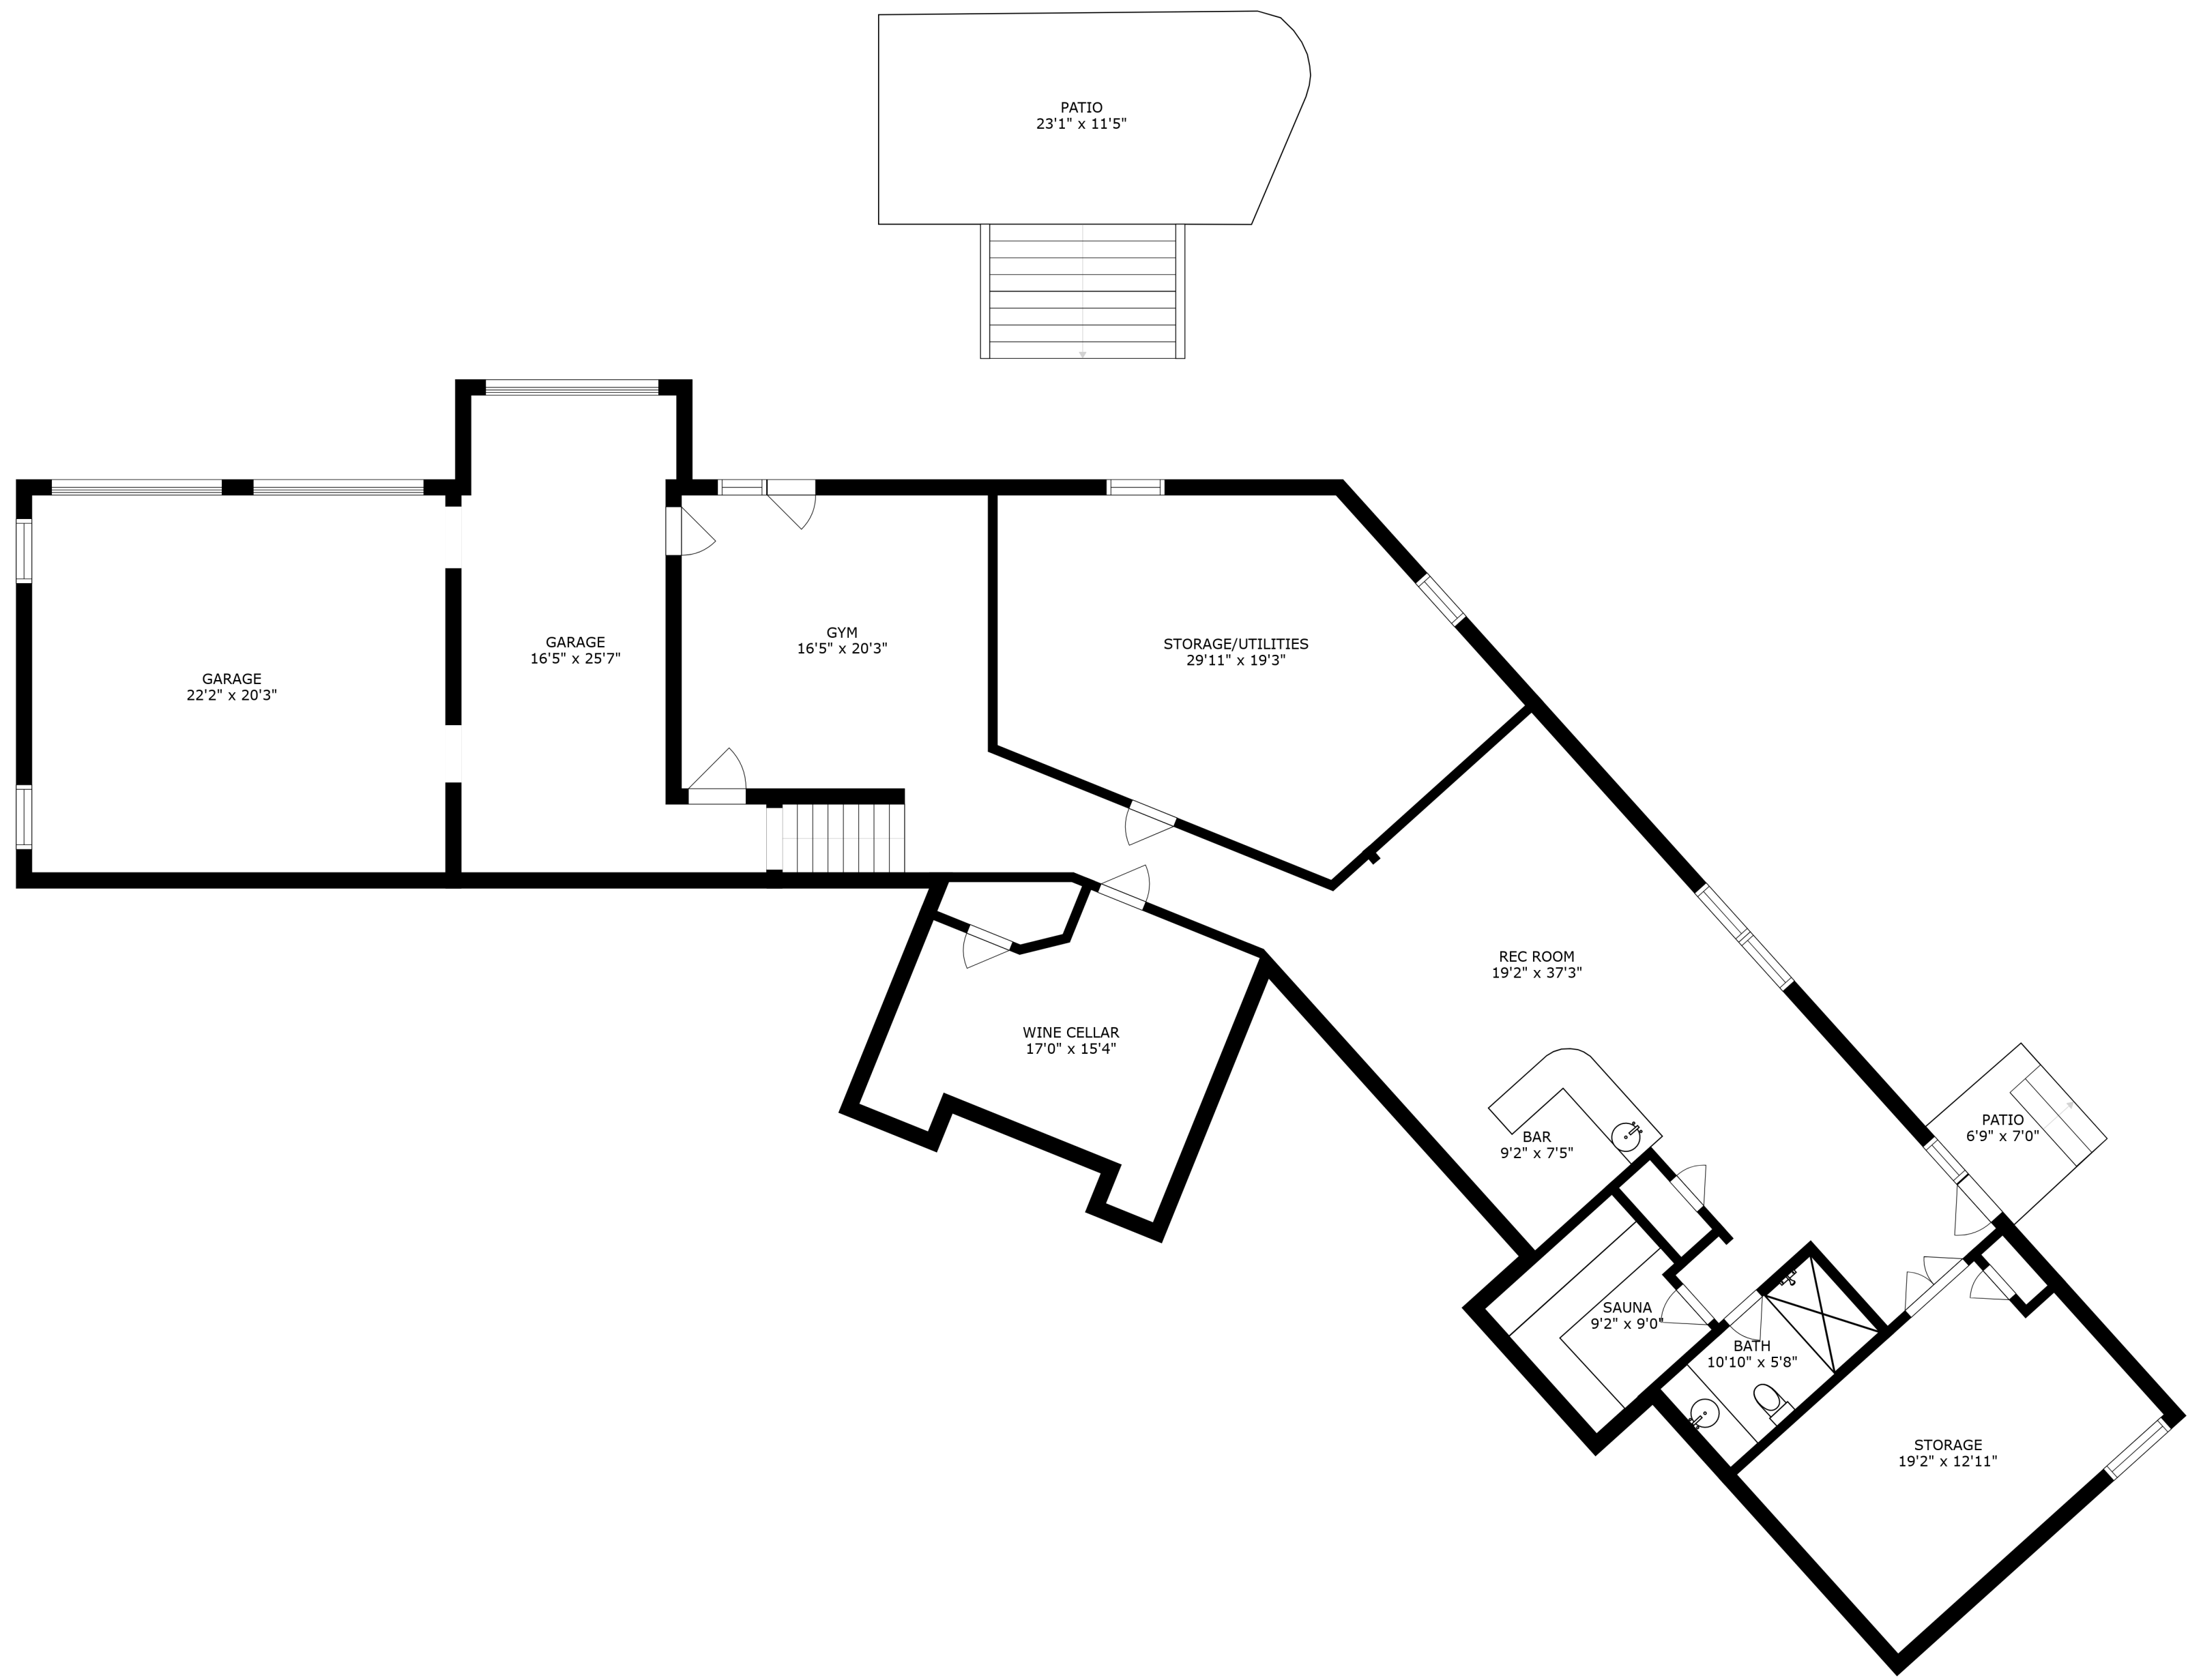 PATIO
23'1" x 11'5"
GARAGE
22'2" x 20'3"
GARAGE
16'5" x 25'7"
GYM
16'5" x 20'3"
STORAGE/UTILITIES
29'11" x 19'3"
WINE CELLAR
17'0" x 15'4"
REC ROOM
19'2" x 37'3"
BAR
9'2" x 7'5"
PATIO
6'9" x 7'0"
SAUNA
9'2" x 9'0"
BATH
10'10" x 5'8"
STORAGE
19'2" x 12'11"